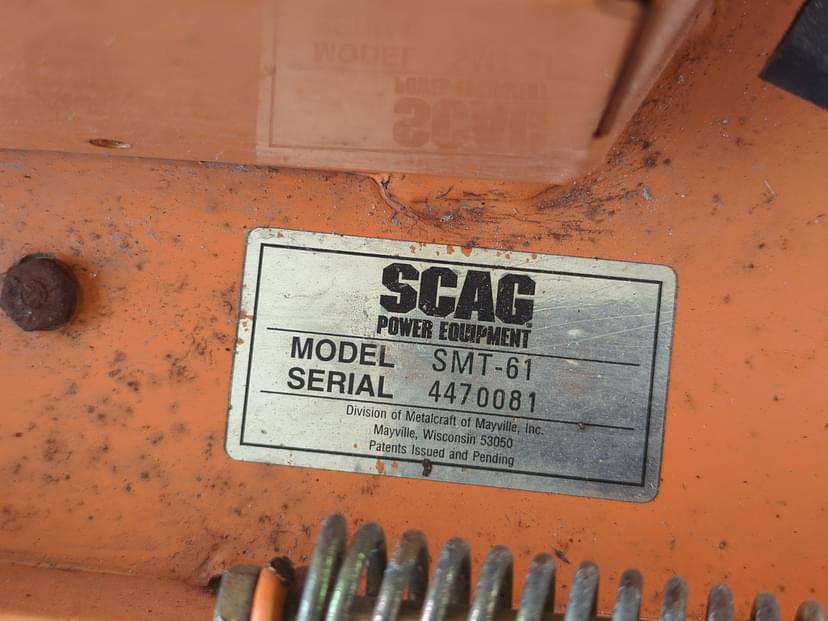 SCAG
POWER EQUIPMENT
MODEL SMT-61
SERIAL 4470081
Division of Metalcraft of Mayville, Inc.
Mayville, Wisconsin 53050
Patents Issued and Pending